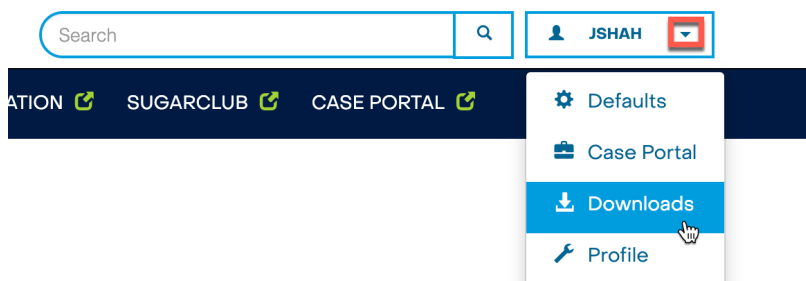 Search
JSHAH
ATION SUGARCLUB CASE PORTAL
Defaults
Case Portal
Downloads
Profile